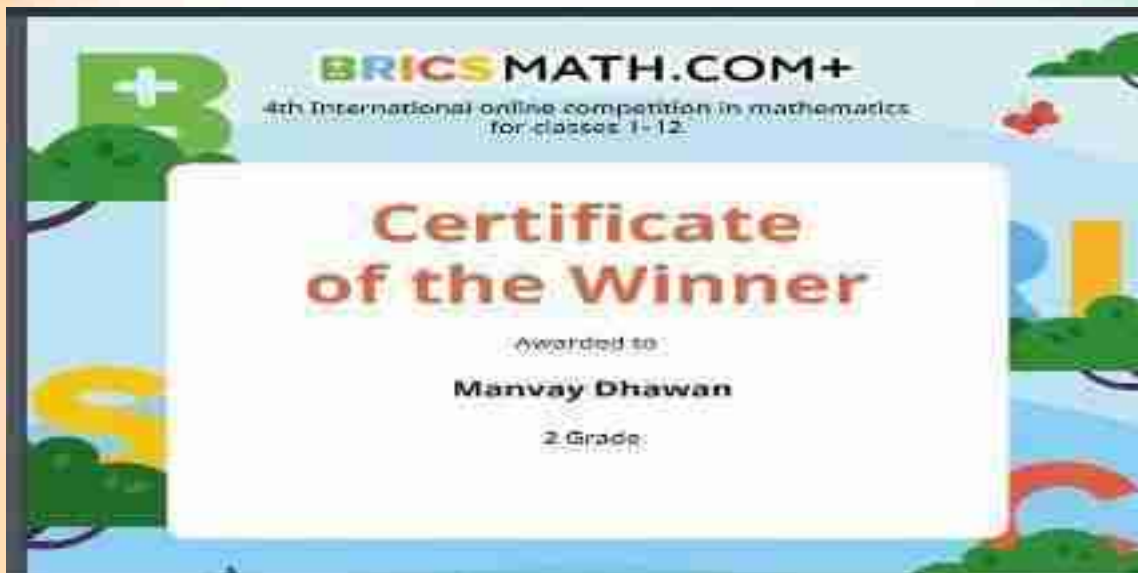 BRICSMATH.COM+
4th International online competition in mathematics
for classes 1-12
Certificate
of the Winner
Awarded to
Manvay Dhawan
2 Grade